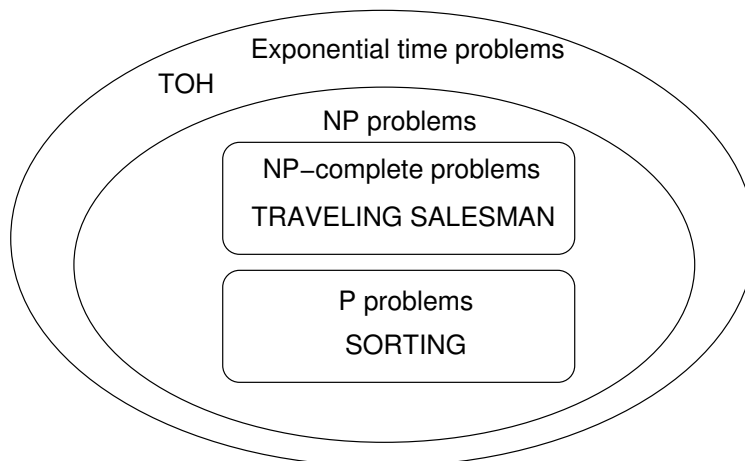 Exponential time problems
TOH
NP problems
NP−complete problems
TRAVELING SALESMAN
P problems
SORTING